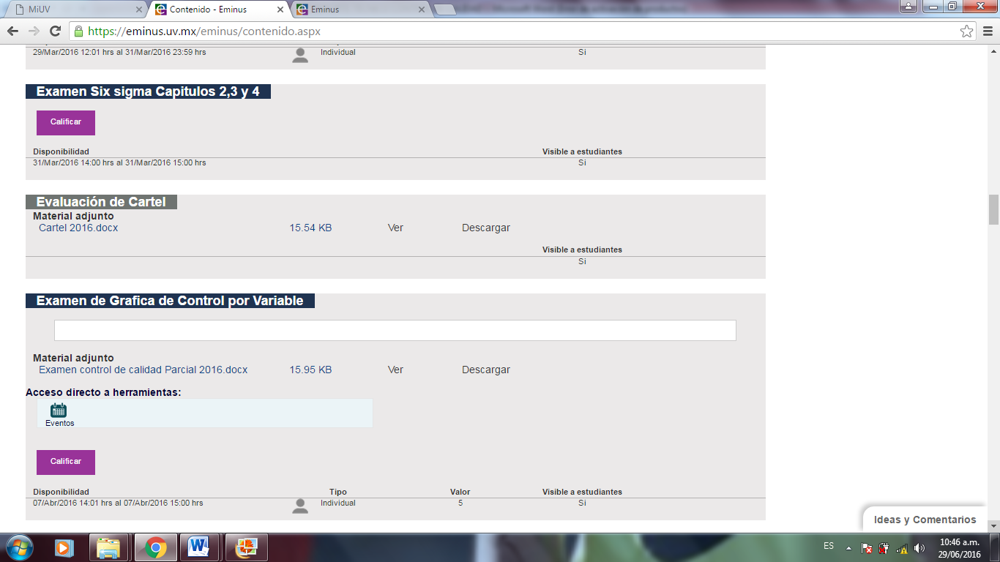 MiUV
Contenido - Eminus
Eminus
https://eminus.uv.mx/eminus/contenido.aspx
29/Mar/2016 12:01 hrs al 31/Mar/2016 23:59 hrs Individual Si
Examen Six sigma Capitulos 2,3 y 4
Calificar
Disponibilidad Visible a estudiantes
31/Mar/2016 14:00 hrs al 31/Mar/2016 15:00 hrs Si
Evaluación de Cartel
Material adjunto
Cartel 2016.docx 15.54 KB Ver Descargar
Visible a estudiantes
Si
Examen de Grafica de Control por Variable
Material adjunto
Examen control de calidad Parcial 2016.docx 15.95 KB Ver Descargar
Acceso directo a herramientas:
Eventos
Calificar
Disponibilidad Tipo Valor Visible a estudiantes
07/Abr/2016 14:01 hrs al 07/Abr/2016 15:00 hrs Individual 5 Si
Ideas y Comentarios
ES
10:46 a.m.
29/06/2016